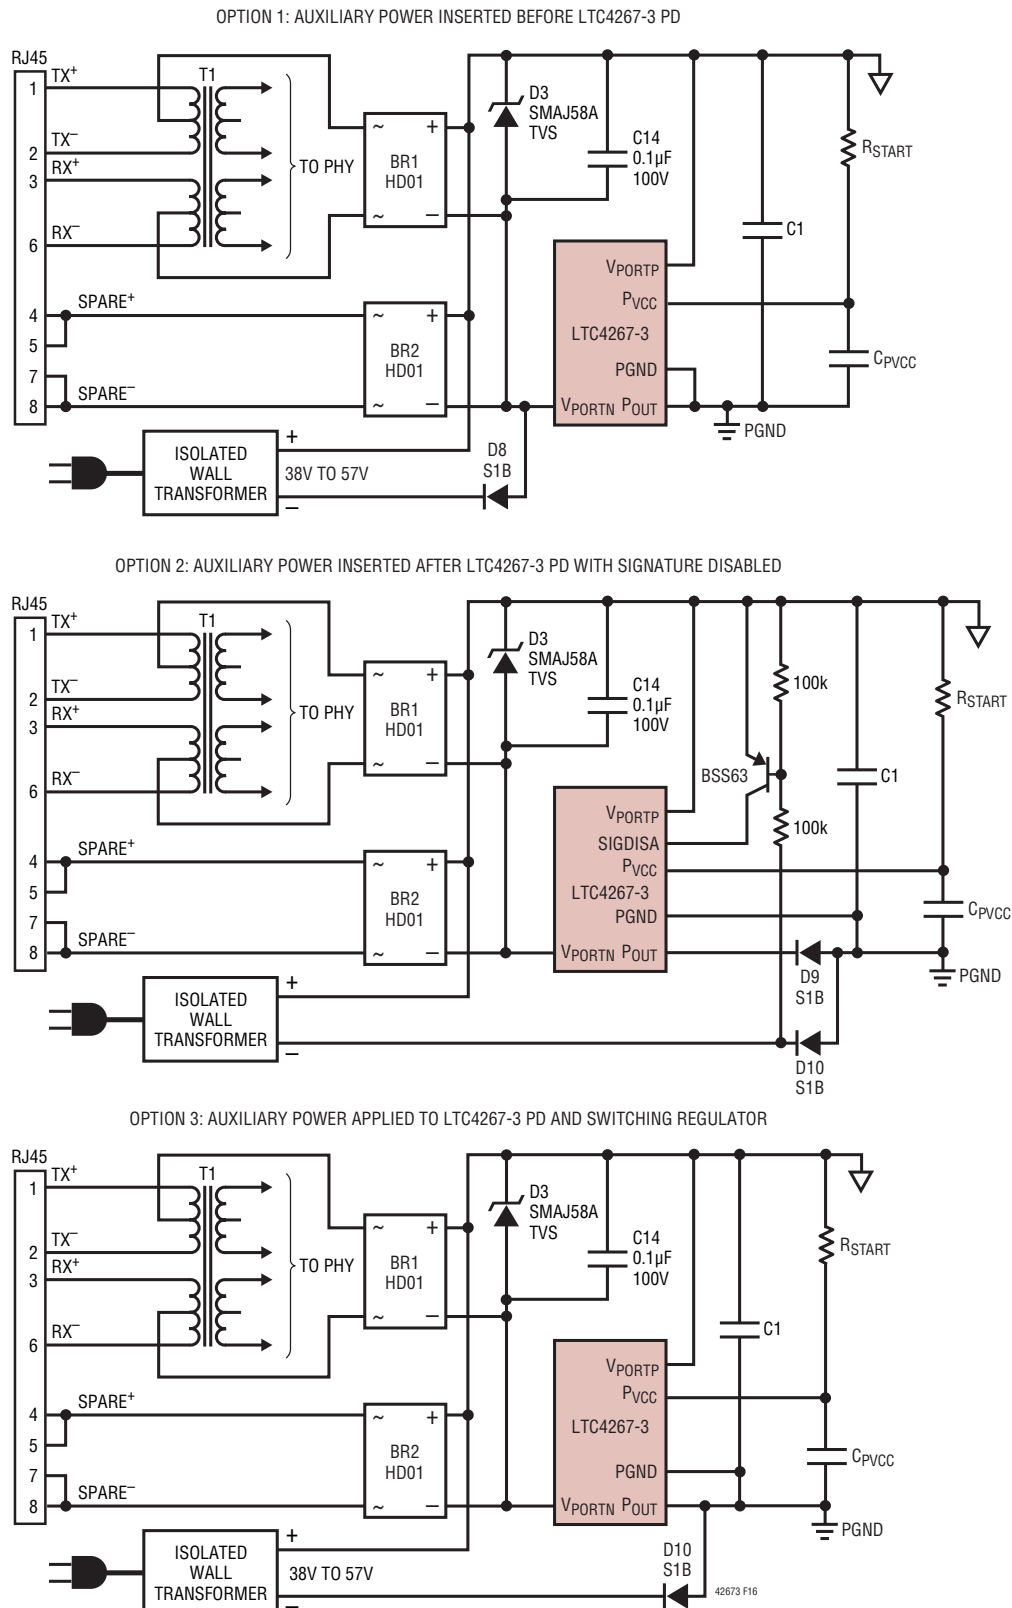 OPTION 1: AUXILIARY POWER INSERTED BEFORE LTC4267-3 PD
RJ45
1
TX+
2
TX–
3
RX+
6
RX–
4
SPARE+
5
7
8
SPARE–
T1
TO PHY
~ +
BR1
HD01
~ –
~ +
BR2
HD01
~ –
D3
SMAJ58A
TVS
C14
0.1µF
100V
VPORTP
PVCC
LTC4267-3
PGND
VPORTN POUT
RSTART
C1
CPVCC
PGND
ISOLATED
WALL
TRANSFORMER
+
38V TO 57V
–
D8
S1B
OPTION 2: AUXILIARY POWER INSERTED AFTER LTC4267-3 PD WITH SIGNATURE DISABLED
RJ45
1
TX+
2
TX–
3
RX+
6
RX–
4
SPARE+
5
7
8
SPARE–
T1
TO PHY
~ +
BR1
HD01
~ –
~ +
BR2
HD01
~ –
D3
SMAJ58A
TVS
C14
0.1µF
100V
BSS63
100k
100k
VPORTP
SIGDISA
PVCC
LTC4267-3
PGND
VPORTN POUT
C1
RSTART
CPVCC
PGND
D9
S1B
D10
S1B
ISOLATED
WALL
TRANSFORMER
+
–
OPTION 3: AUXILIARY POWER APPLIED TO LTC4267-3 PD AND SWITCHING REGULATOR
RJ45
1
TX+
2
TX–
3
RX+
6
RX–
4
SPARE+
5
7
8
SPARE–
T1
TO PHY
~ +
BR1
HD01
~ –
~ +
BR2
HD01
~ –
D3
SMAJ58A
TVS
C14
0.1µF
100V
VPORTP
PVCC
LTC4267-3
PGND
VPORTN POUT
C1
RSTART
CPVCC
PGND
ISOLATED
WALL
TRANSFORMER
+
38V TO 57V
–
D10
S1B
42673 F16